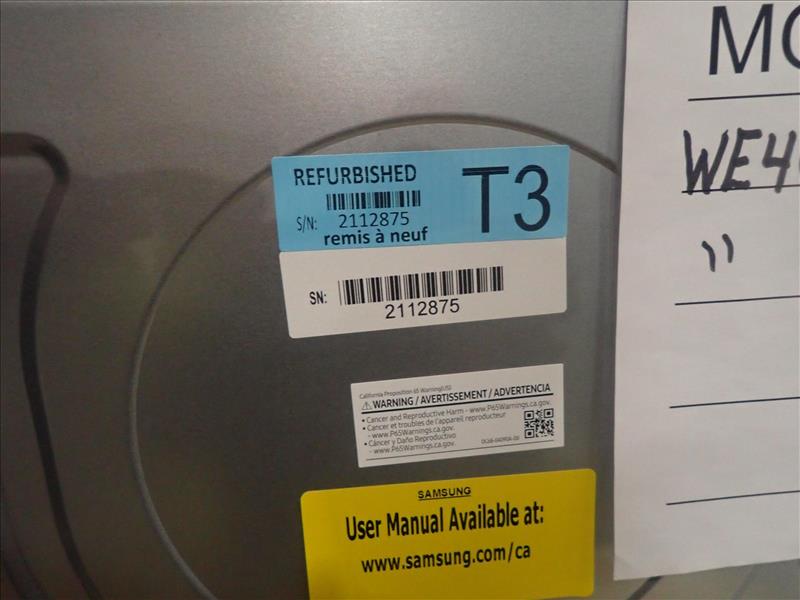 REFURBISHED
T3
S/N: 2112875
remis à neuf
SN:
2112875
California Proposition 65 Warning(US)
⚠ WARNING / AVERTISSEMENT / ADVERTENCIA
• Cancer and Reproductive Harm - www.P65Warnings.ca.gov.
• Cancer et troubles de l'appareil reproducteur
- www.P65Warnings.ca.gov.
• Cáncer y Daño Reproductivo
- www.P65Warnings.ca.gov.
SAMSUNG
User Manual Available at:
www.samsung.com/ca
MO
WE4
"